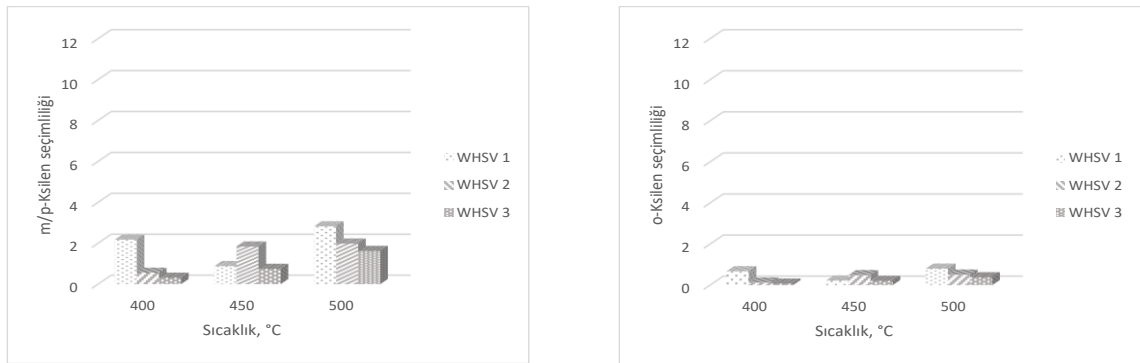 m/p-Ksilen seçimliliği
12
10
8
6
4
2
0
400 450 500
Sıcaklık, °C
WHSV 1
WHSV 2
WHSV 3
o-Ksilen seçimliliği
12
10
8
6
4
2
0
400 450 500
Sıcaklık, °C
WHSV 1
WHSV 2
WHSV 3